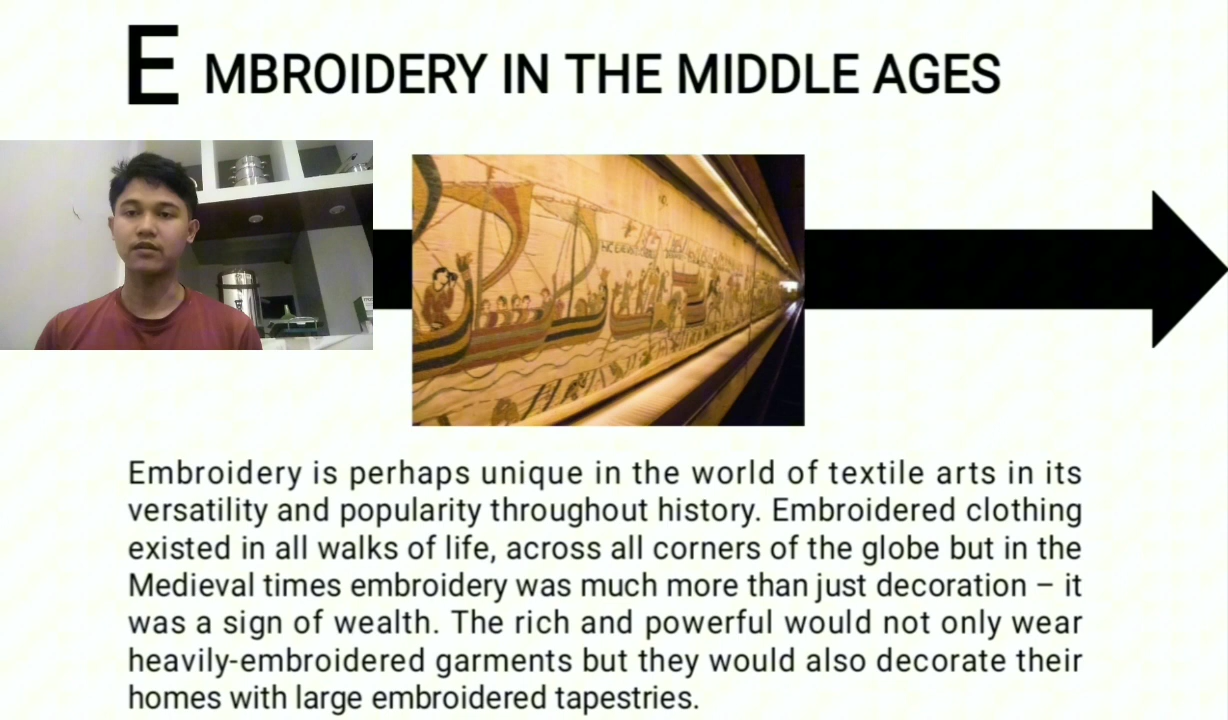 EMBROIDERY IN THE MIDDLE AGES
Embroidery is perhaps unique in the world of textile arts in its
versatility and popularity throughout history. Embroidered clothing
existed in all walks of life, across all corners of the globe but in the
Medieval times embroidery was much more than just decoration – it
was a sign of wealth. The rich and powerful would not only wear
heavily-embroidered garments but they would also decorate their
homes with large embroidered tapestries.